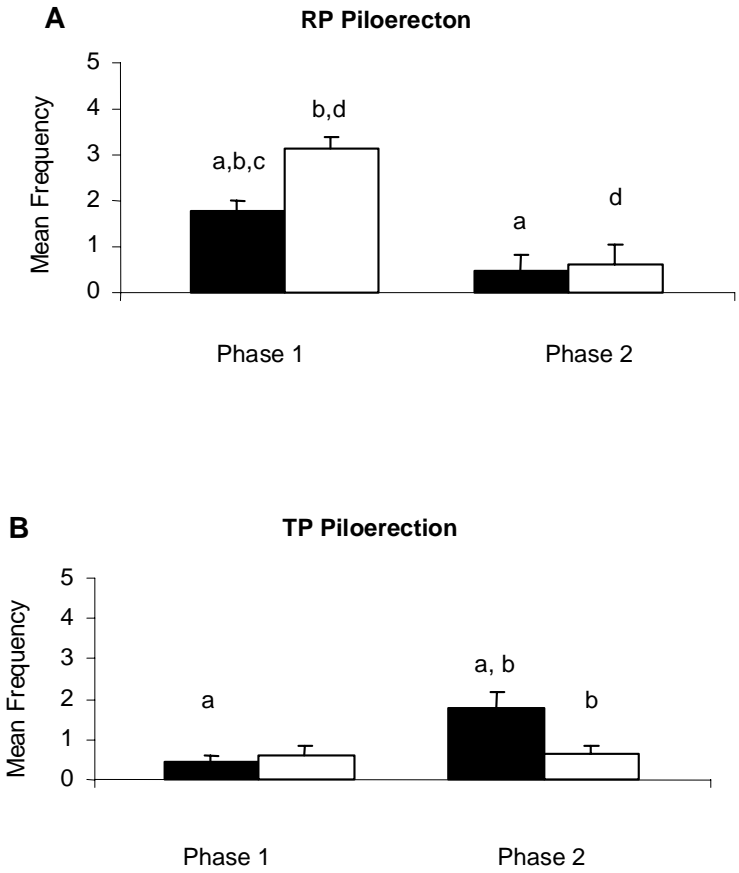 A
RP Piloerecton
Mean Frequency
5
4
3
2
1
0
a,b,c
b,d
a
d
Phase 1
Phase 2
B
TP Piloerection
Mean Frequency
5
4
3
2
1
0
a
a, b
b
Phase 1
Phase 2